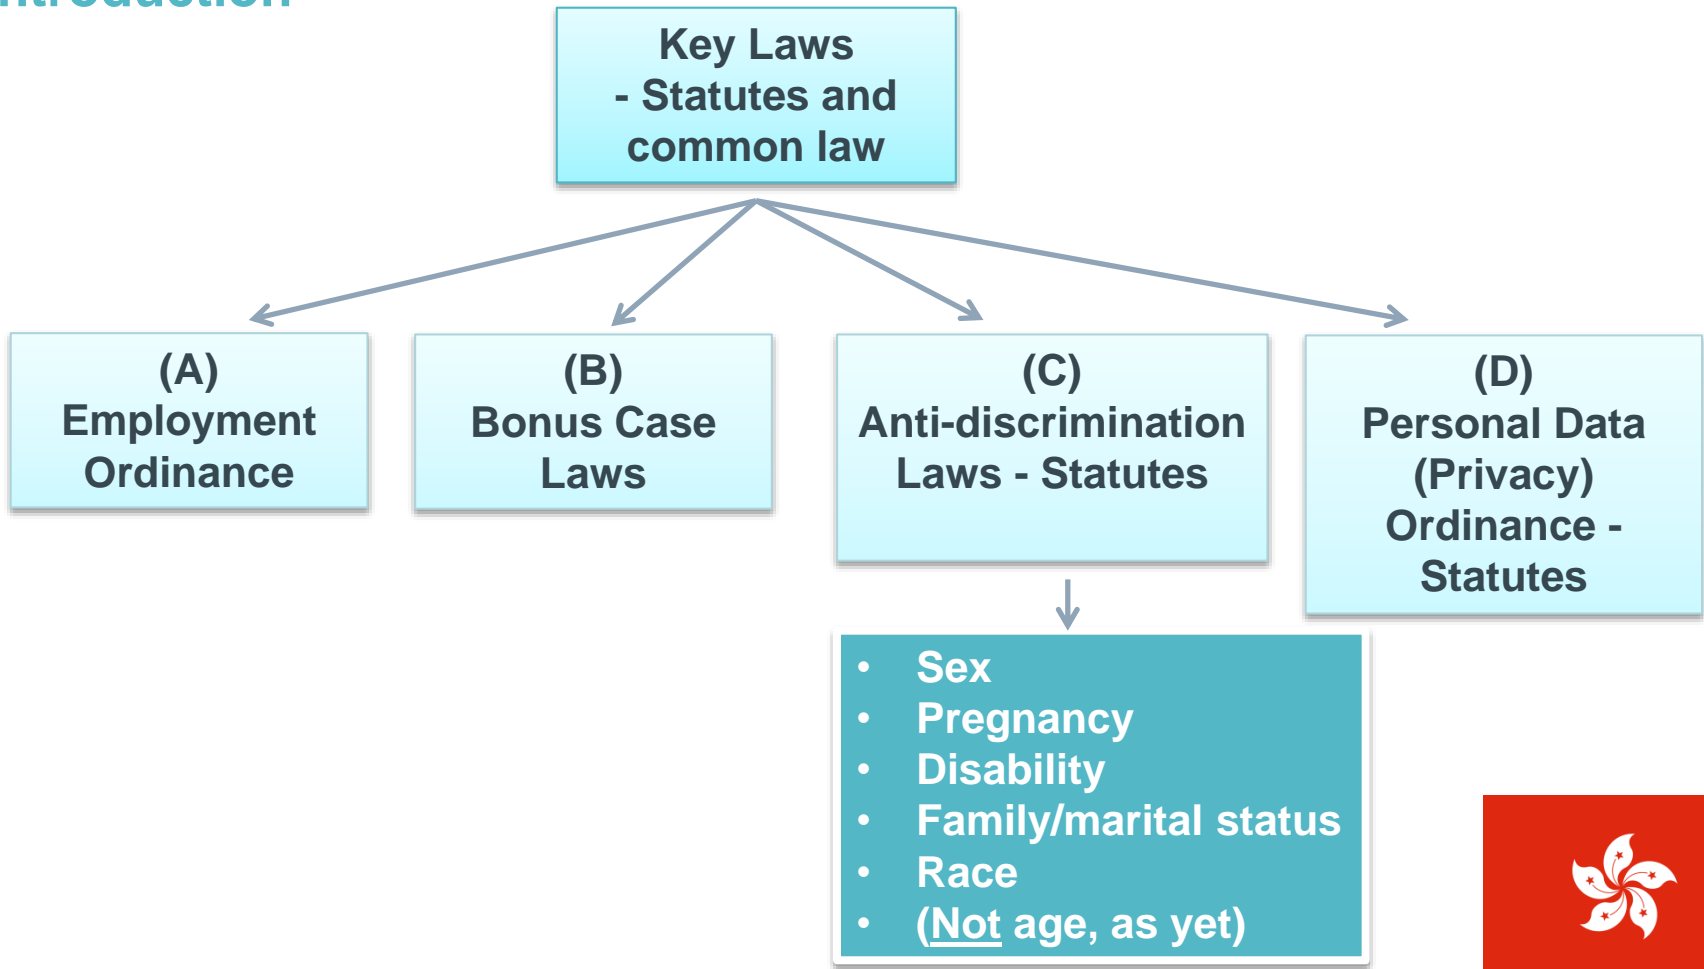 Introduction
Key Laws
- Statutes and
common law
(A)
Employment
Ordinance
(B)
Bonus Case
Laws
(C)
Anti-discrimination
Laws - Statutes
(D)
Personal Data
(Privacy)
Ordinance -
Statutes
• Sex
• Pregnancy
• Disability
• Family/marital status
• Race
• (Not age, as yet)